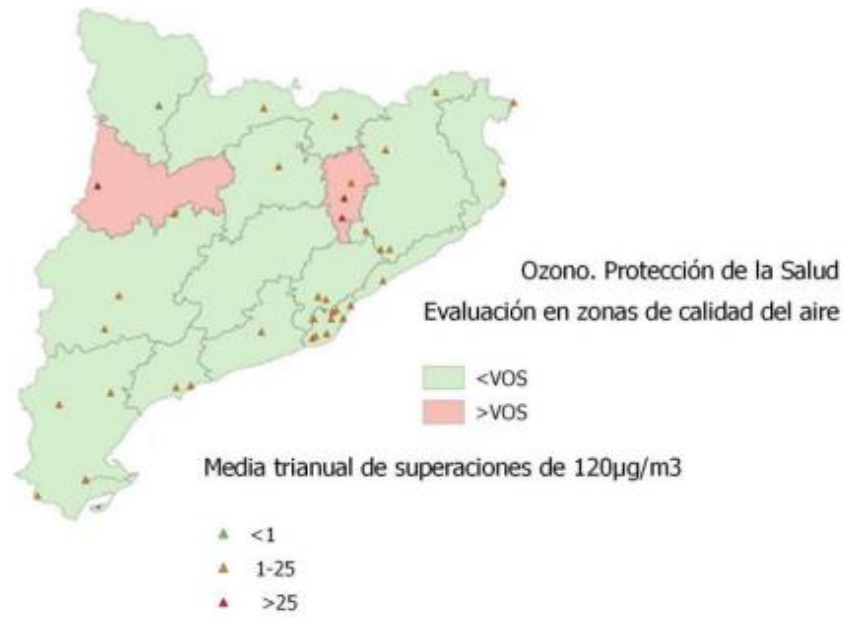 Ozono. Protección de la Salud
Evaluación en zonas de calidad del aire
<VOS
>VOS
Media trianual de superaciones de 120µg/m3
<1
1-25
>25